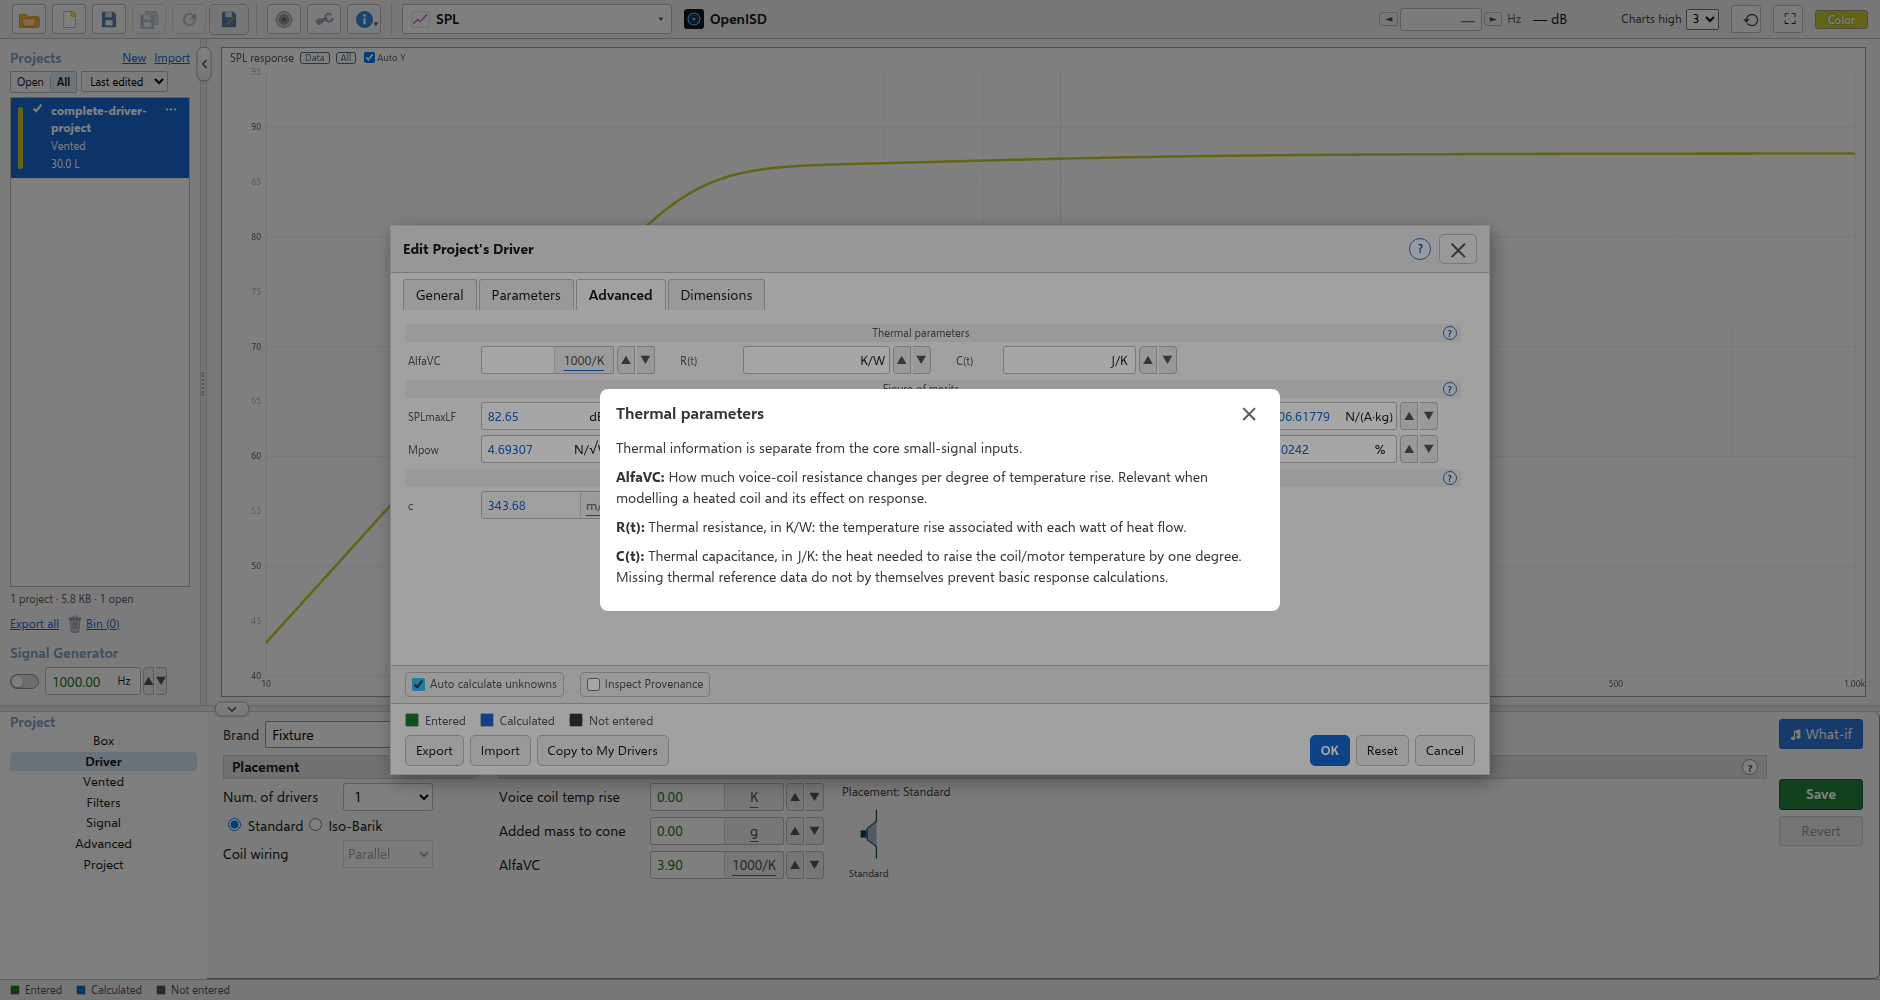 SPL
OpenISD
—
Hz
— dB
Charts high
3
Color
Projects
New
Import
Open
All
Last edited
complete-driver-project
Vented
30.0 L
1 project · 5.8 KB · 1 open
Export all
Bin (0)
Signal Generator
1000.00
Hz
SPL response
Data
All
Auto Y
95
90
85
80
75
70
65
60
55
50
45
40
10
500
1.00k
Edit Project's Driver
?
General
Parameters
Advanced
Dimensions
Thermal parameters
?
AlfaVC
1000/K
R(t)
K/W
C(t)
J/K
?
SPLmaxLF
82.65
06.61779
N/(A·kg)
Mpow
4.69307
0242
%
?
c
343.68
Thermal parameters
Thermal information is separate from the core small-signal inputs.
AlfaVC: How much voice-coil resistance changes per degree of temperature rise. Relevant when
modelling a heated coil and its effect on response.
R(t): Thermal resistance, in K/W: the temperature rise associated with each watt of heat flow.
C(t): Thermal capacitance, in J/K: the heat needed to raise the coil/motor temperature by one degree.
Missing thermal reference data do not by themselves prevent basic response calculations.
Auto calculate unknowns
Inspect Provenance
Entered
Calculated
Not entered
Export
Import
Copy to My Drivers
OK
Reset
Cancel
Project
Box
Driver
Vented
Filters
Signal
Advanced
Project
Brand
Fixture
Placement
Num. of drivers
1
Standard
Iso-Barik
Coil wiring
Parallel
Voice coil temp rise
0.00
K
Added mass to cone
0.00
g
AlfaVC
3.90
1000/K
Placement: Standard
Standard
?
What-if
Save
Revert
Entered
Calculated
Not entered